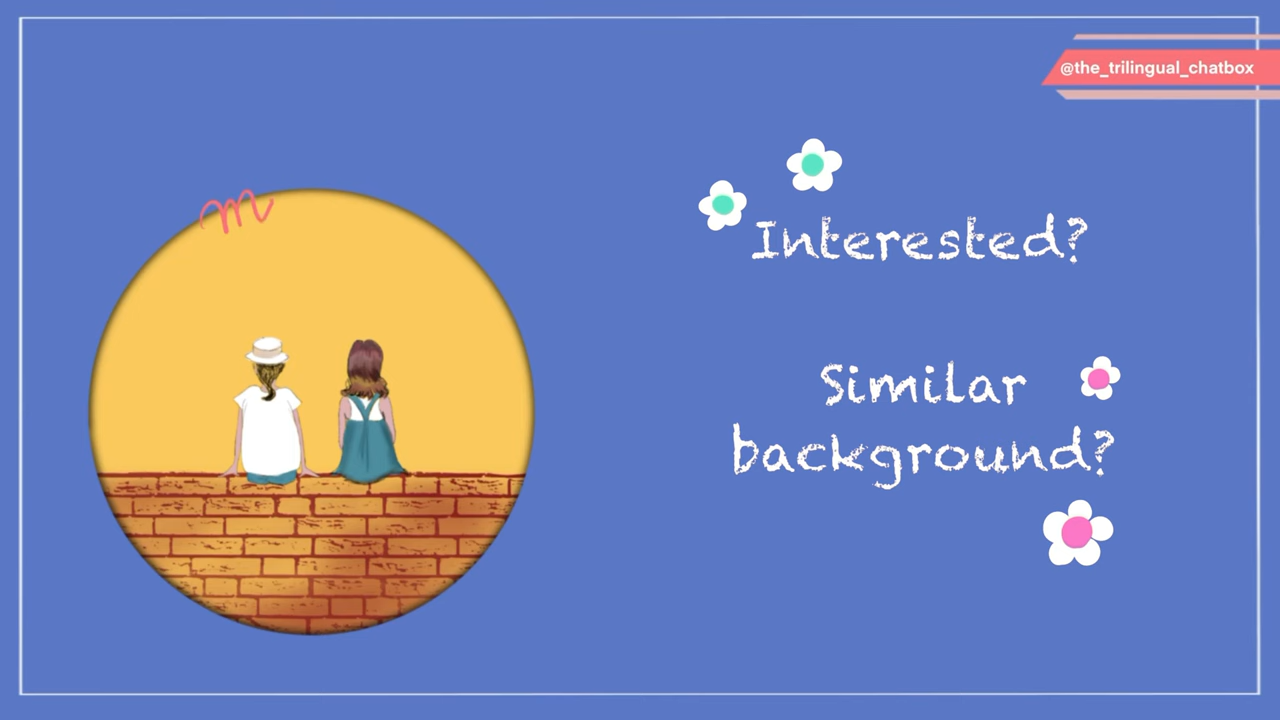 @the_trilingual_chatbox
m
Interested?
Similar
background?